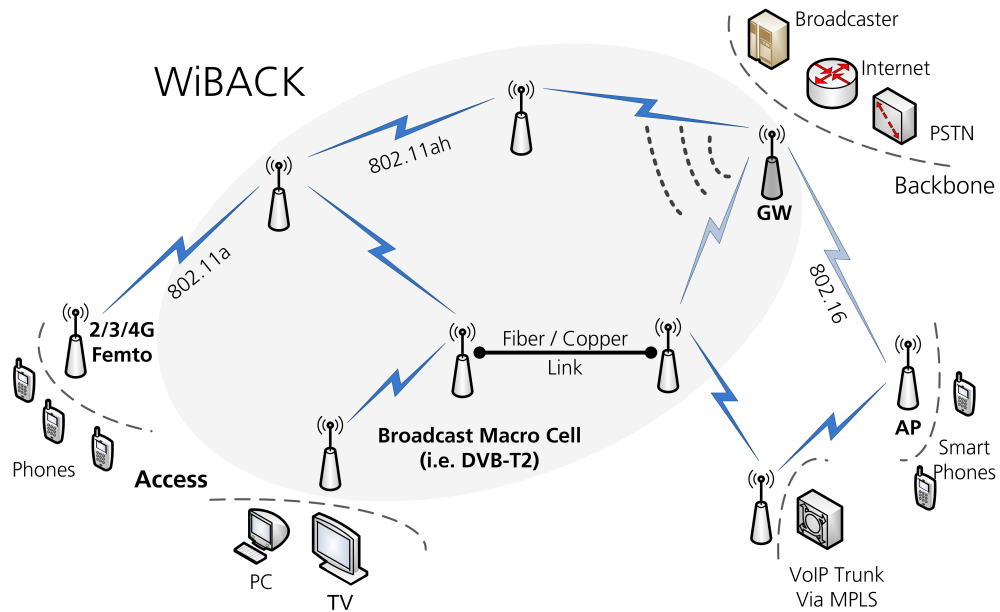 Broadcaster
WiBACK
Internet
PSTN
802.11ah
Backbone
GW
802.11a
802.16
2/3/4G
Femto
Fiber / Copper
Link
Broadcast Macro Cell
(i.e. DVB-T2)
AP
Smart
Phones
Phones
Access
PC
TV
VoIP Trunk
Via MPLS